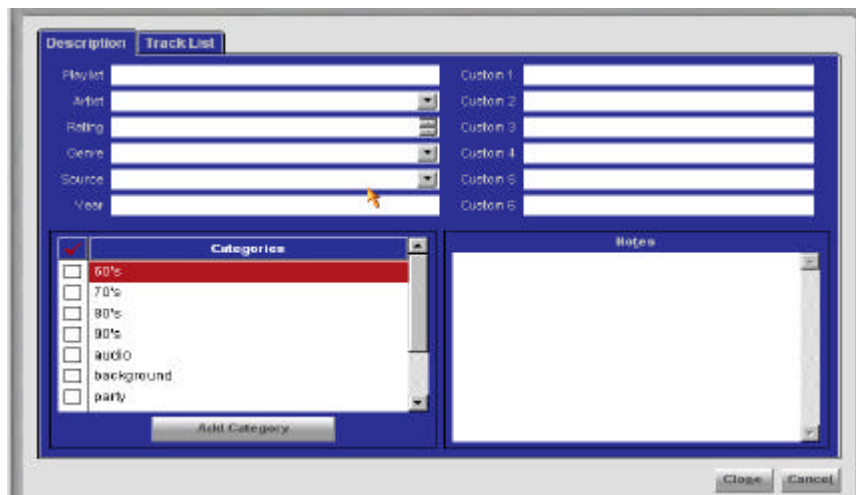 Description Track List
Playlist
Artist
Rating
Genre
Source
Year
Custom 1
Custom 2
Custom 3
Custom 4
Custom 5
Custom 6
Categories
60's
70's
80's
90's
audio
background
party
Add Category
Notes
Close Cancel